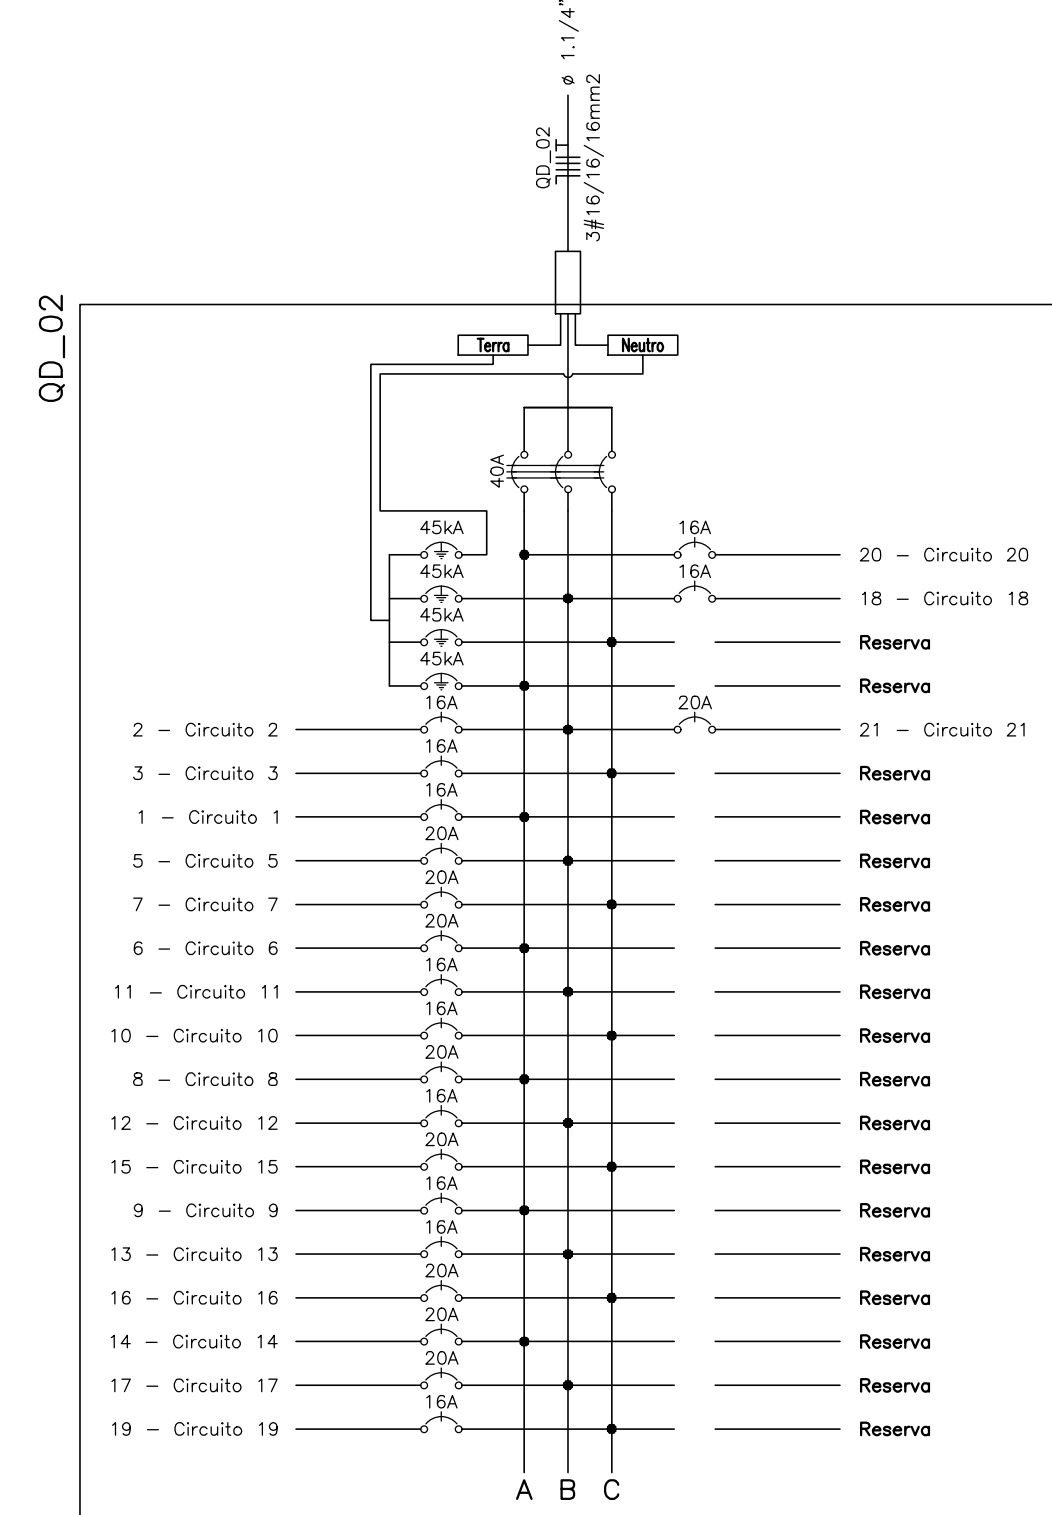 ø 1.1/4"
QD_02
3#16/16/16mm2
QD_02
Terra
Neutro
40A
45kA
16A
20 - Circuito 20
45kA
16A
18 - Circuito 18
45kA
Reserva
45kA
Reserva
2 - Circuito 2
16A
20A
21 - Circuito 21
3 - Circuito 3
16A
Reserva
1 - Circuito 1
16A
Reserva
5 - Circuito 5
20A
Reserva
7 - Circuito 7
20A
Reserva
6 - Circuito 6
20A
Reserva
11 - Circuito 11
16A
Reserva
10 - Circuito 10
16A
Reserva
8 - Circuito 8
20A
Reserva
12 - Circuito 12
16A
Reserva
15 - Circuito 15
20A
Reserva
9 - Circuito 9
16A
Reserva
13 - Circuito 13
16A
Reserva
16 - Circuito 16
20A
Reserva
14 - Circuito 14
20A
Reserva
17 - Circuito 17
20A
Reserva
19 - Circuito 19
16A
Reserva
A B C